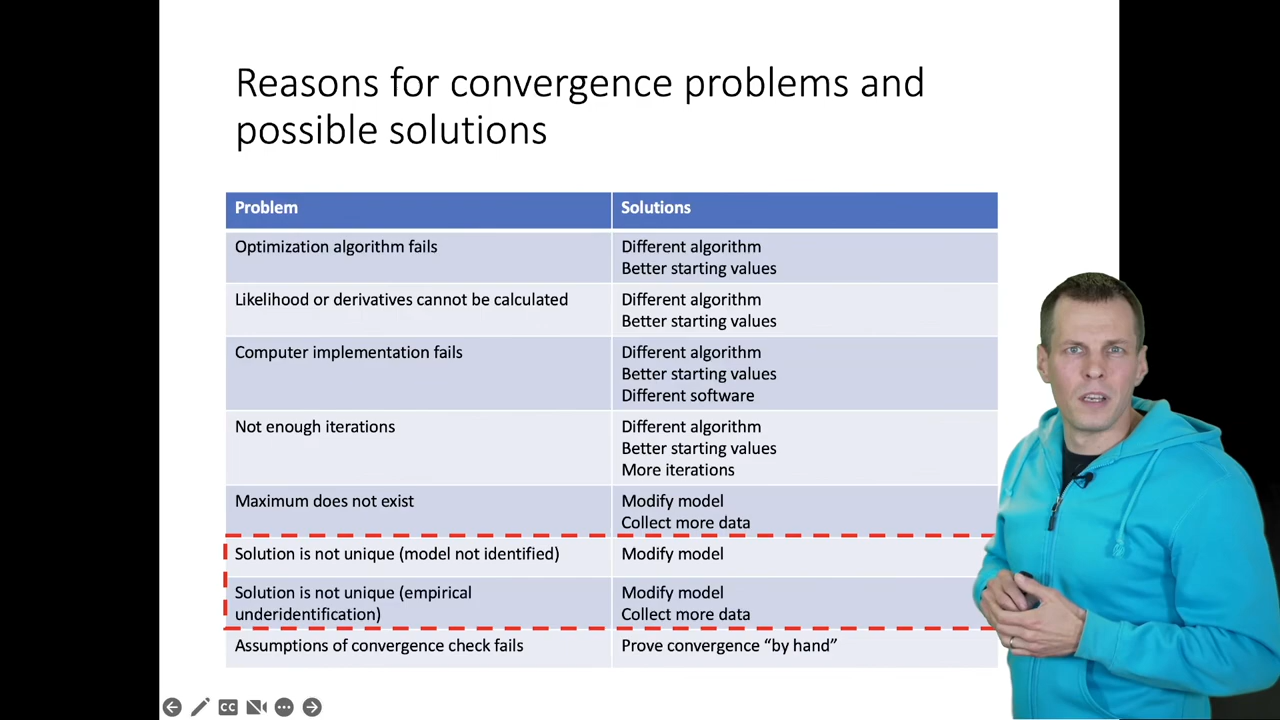 Reasons for convergence problems and
possible solutions
Problem
Solutions
Optimization algorithm fails
Different algorithm
Better starting values
Likelihood or derivatives cannot be calculated
Different algorithm
Better starting values
Computer implementation fails
Different algorithm
Better starting values
Different software
Not enough iterations
Different algorithm
Better starting values
More iterations
Maximum does not exist
Modify model
Collect more data
Solution is not unique (model not identified)
Modify model
Solution is not unique (empirical
underidentification)
Modify model
Collect more data
Assumptions of convergence check fails
Prove convergence “by hand”
CC